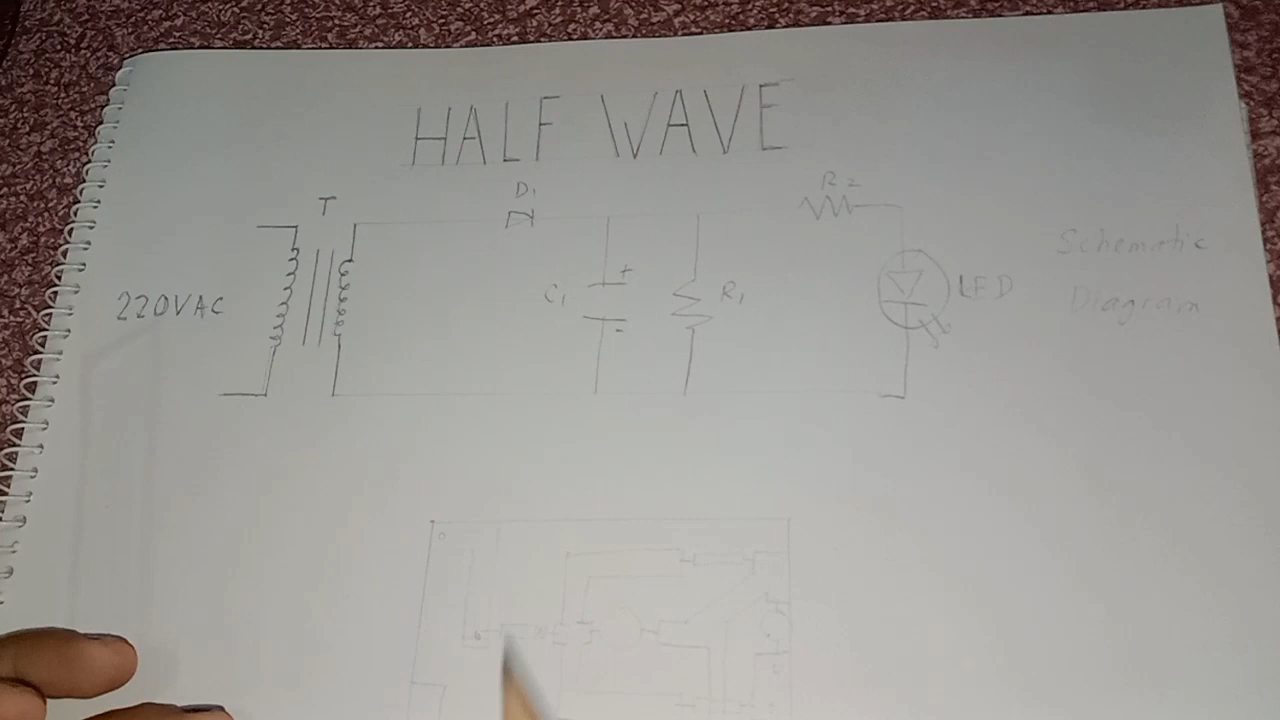 HALF WAVE
T
D1
R2
220VAC
C1
+
-
R1
LED
Schematic
Diagram